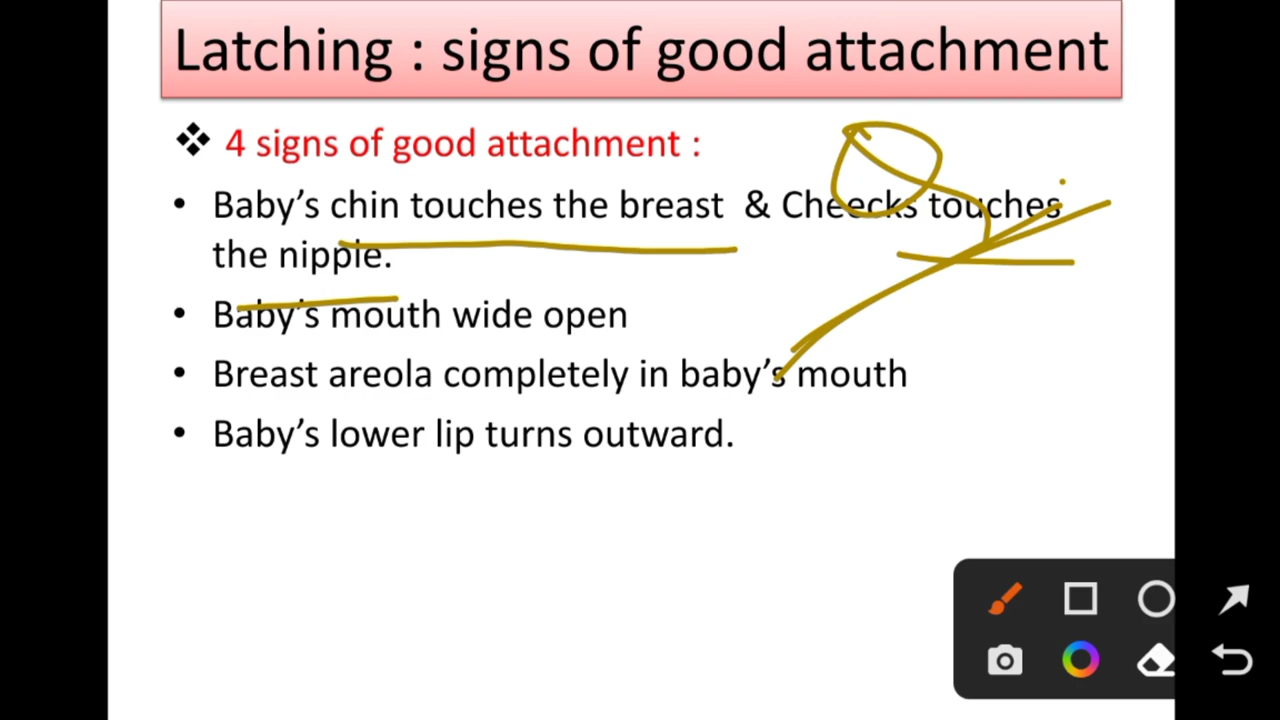 Latching : signs of good attachment
❖ 4 signs of good attachment :
• Baby’s chin touches the breast & Cheecks touches
the nipple.
• Baby’s mouth wide open
• Breast areola completely in baby’s mouth
• Baby’s lower lip turns outward.